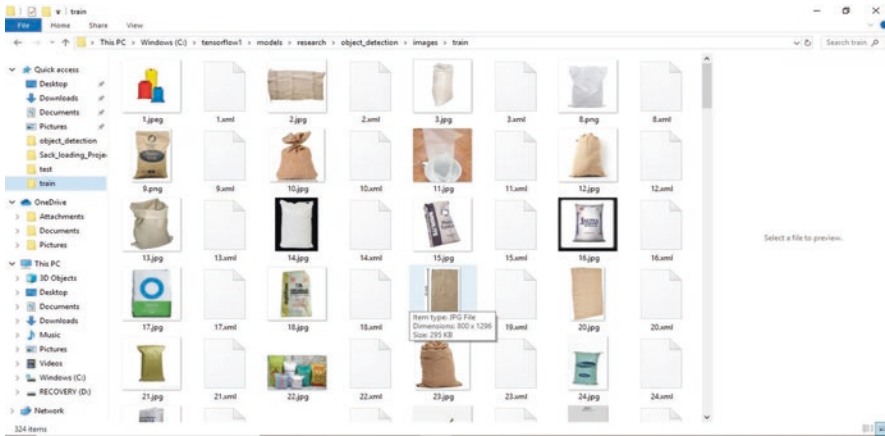 train
File Home Share View
This PC > Windows (C:) > tensorflow1 > models > research > object_detection > images > train
Search train
Quick access
Desktop
Downloads
Documents
Pictures
object_detection
Sack_loading_Proje
test
train
OneDrive
Attachments
Documents
Pictures
This PC
3D Objects
Desktop
Documents
Downloads
Music
Pictures
Videos
Windows (C:)
RECOVERY (D:)
Network
1.jpeg 1.xml 2.jpg 2.xml 3.jpg 3.xml 8.png 8.xml
9.png 9.xml 10.jpg 10.xml 11.jpg 11.xml 12.jpg 12.xml
13.jpg 13.xml 14.jpg 14.xml 15.jpg 15.xml 16.jpg 16.xml
17.jpg 17.xml 18.jpg 18.xml 19.xml 20.jpg 20.xml
Item type: JPG File
Dimensions: 800 x 1296
Size: 295 KB
21.jpg 21.xml 22.jpg 22.xml 23.jpg 23.xml 24.jpg 24.xml
Select a file to preview.
324 items